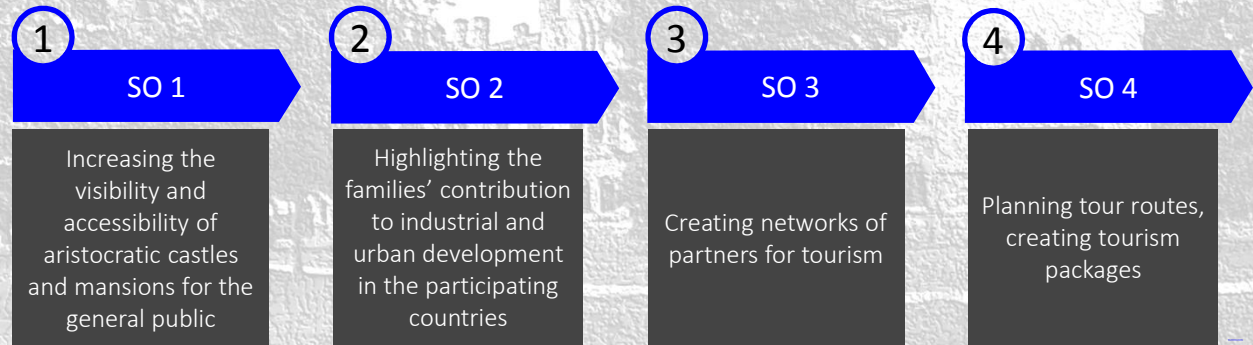 1
SO 1
Increasing the
visibility and
accessibility of
aristocratic castles
and mansions for the
general public
2
SO 2
Highlighting the
families’ contribution
to industrial and
urban development
in the participating
countries
3
SO 3
Creating networks of
partners for tourism
4
SO 4
Planning tour routes,
creating tourism
packages